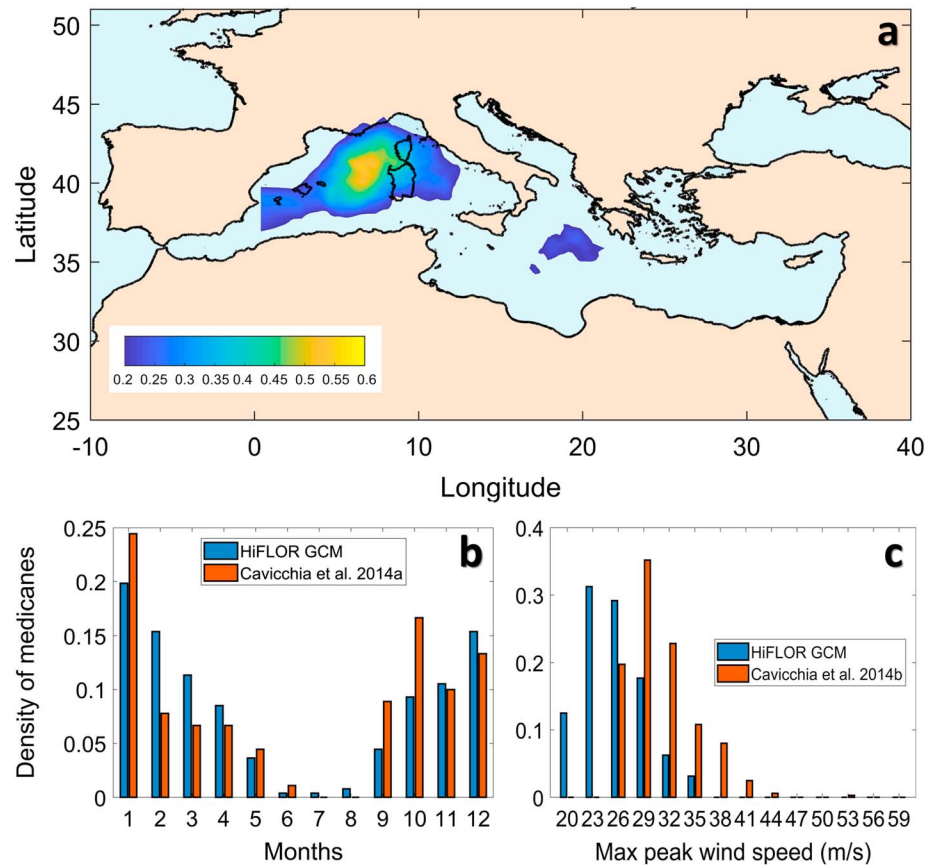 a
50
45
40
35
30
25
Latitude
0.2 0.25 0.3 0.35 0.4 0.45 0.5 0.55 0.6
-10 0 10 20 30 40
Longitude
0.25
0.2
0.15
0.1
0.05
0
Density of medicanes
b
HiFLOR GCM
Cavicchia et al. 2014a
1 2 3 4 5 6 7 8 9 10 11 12
Months
0.4
0.3
0.2
0.1
0
c
HiFLOR GCM
Cavicchia et al. 2014b
20 23 26 29 32 35 38 41 44 47 50 53 56 59
Max peak wind speed (m/s)